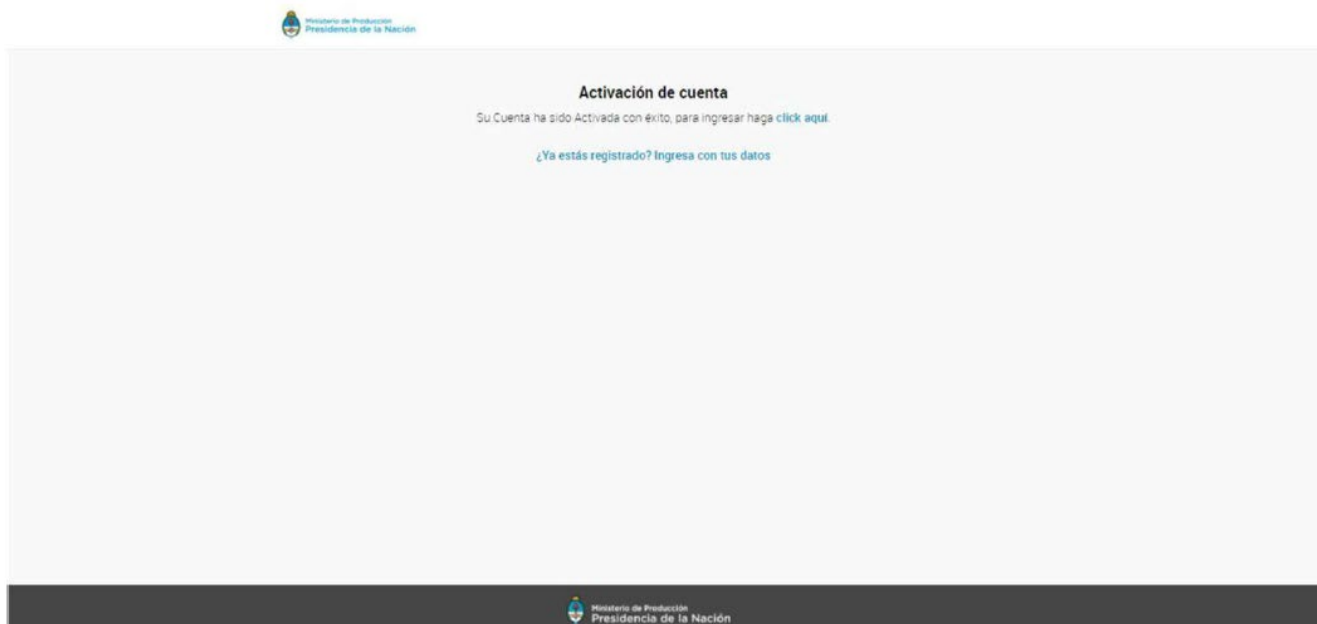 Ministerio de Producción
Presidencia de la Nación
Activación de cuenta
Su Cuenta ha sido Activada con éxito, para ingresar haga click aquí.
¿Ya estás registrado? Ingresa con tus datos
Ministerio de Producción
Presidencia de la Nación